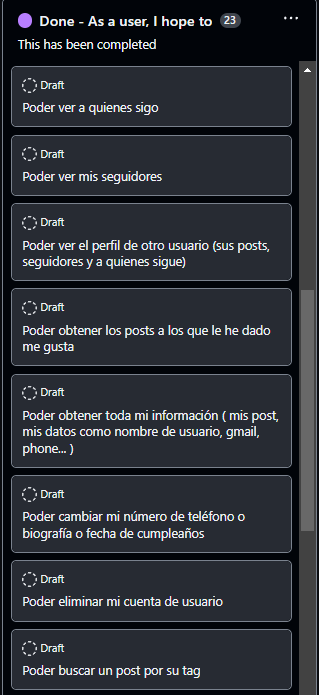 Done - As a user, I hope to 23 ...
This has been completed
Draft
Poder ver a quienes sigo
Draft
Poder ver mis seguidores
Draft
Poder ver el perfil de otro usuario (sus posts,
seguidores y a quienes sigue)
Draft
Poder obtener los posts a los que le he dado
me gusta
Draft
Poder obtener toda mi información ( mis post,
mis datos como nombre de usuario, gmail,
phone... )
Draft
Poder cambiar mi número de teléfono o
biografía o fecha de cumpleaños
Draft
Poder eliminar mi cuenta de usuario
Draft
Poder buscar un post por su tag